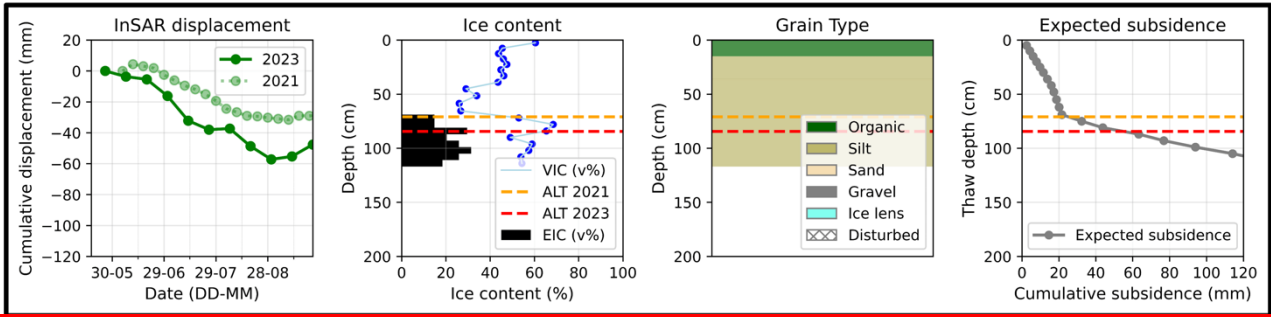 InSAR displacement
20
0
−20
−40
−60
−80
−100
−120
30-05 29-06 29-07 28-08
Cumulative displacement (mm)
Date (DD-MM)
2023
2021
Ice content
0
50
100
150
200
0 20 40 60 80 100
Depth (cm)
Ice content (%)
VIC (v%)
ALT 2021
ALT 2023
EIC (v%)
Grain Type
0
50
100
150
200
Depth (cm)
Organic
Silt
Sand
Gravel
Ice lens
Disturbed
Expected subsidence
0
50
100
150
200
0 20 40 60 80 100 120
Thaw depth (cm)
Cumulative subsidence (mm)
Expected subsidence